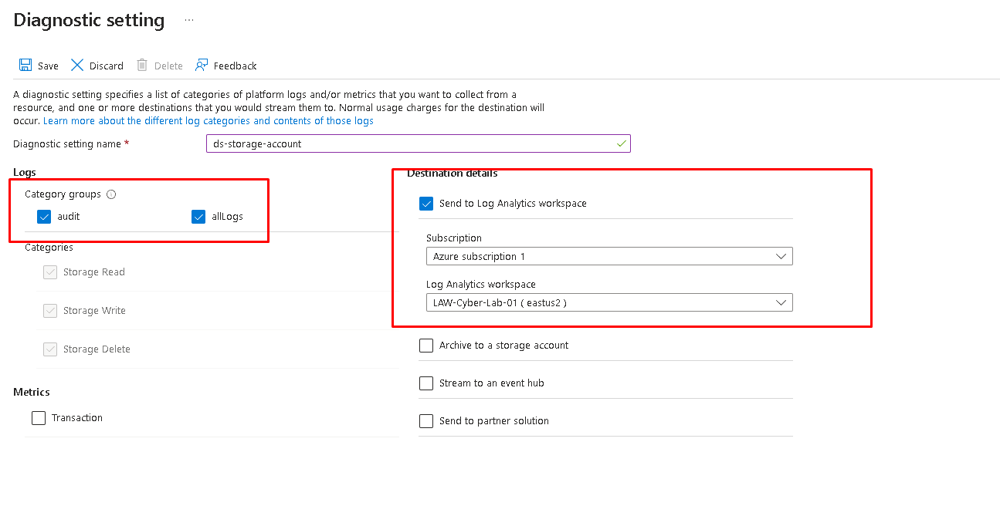 Diagnostic setting ...
Save Discard Delete Feedback
A diagnostic setting specifies a list of categories of platform logs and/or metrics that you want to collect from a
resource, and one or more destinations that you would stream them to. Normal usage charges for the destination will
occur. Learn more about the different log categories and contents of those logs
Diagnostic setting name * ds-storage-account
Logs
Category groups
audit allLogs
Categories
Storage Read
Storage Write
Storage Delete
Metrics
Transaction
Destination details
Send to Log Analytics workspace
Subscription
Azure subscription 1
Log Analytics workspace
LAW-Cyber-Lab-01 ( eastus2 )
Archive to a storage account
Stream to an event hub
Send to partner solution